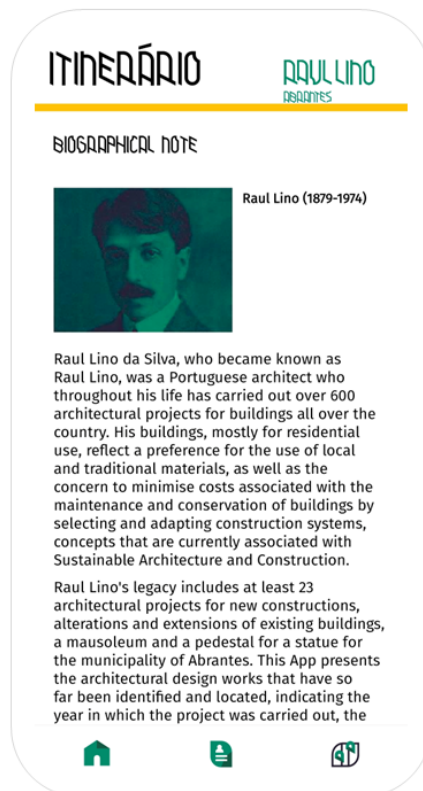 ITINERÁRIO
RAUL LINO
ABRANTES
BIOGRAPHICAL NOTE
Raul Lino (1879-1974)
Raul Lino da Silva, who became known as
Raul Lino, was a Portuguese architect who
throughout his life has carried out over 600
architectural projects for buildings all over the
country. His buildings, mostly for residential
use, reflect a preference for the use of local
and traditional materials, as well as the
concern to minimise costs associated with the
maintenance and conservation of buildings by
selecting and adapting construction systems,
concepts that are currently associated with
Sustainable Architecture and Construction.
Raul Lino's legacy includes at least 23
architectural projects for new constructions,
alterations and extensions of existing buildings,
a mausoleum and a pedestal for a statue for
the municipality of Abrantes. This App presents
the architectural design works that have so
far been identified and located, indicating the
year in which the project was carried out, the